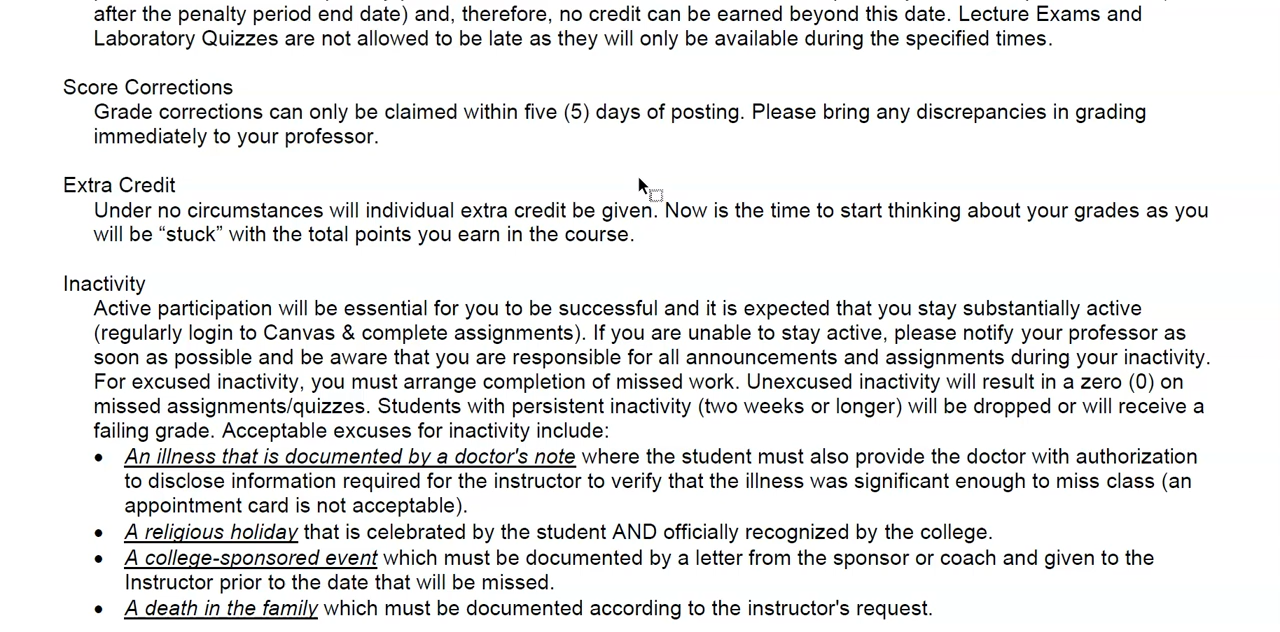 after the penalty period end date) and, therefore, no credit can be earned beyond this date. Lecture Exams and
Laboratory Quizzes are not allowed to be late as they will only be available during the specified times.
Score Corrections
Grade corrections can only be claimed within five (5) days of posting. Please bring any discrepancies in grading
immediately to your professor.
Extra Credit
Under no circumstances will individual extra credit be given. Now is the time to start thinking about your grades as you
will be “stuck” with the total points you earn in the course.
Inactivity
Active participation will be essential for you to be successful and it is expected that you stay substantially active
(regularly login to Canvas & complete assignments). If you are unable to stay active, please notify your professor as
soon as possible and be aware that you are responsible for all announcements and assignments during your inactivity.
For excused inactivity, you must arrange completion of missed work. Unexcused inactivity will result in a zero (0) on
missed assignments/quizzes. Students with persistent inactivity (two weeks or longer) will be dropped or will receive a
failing grade. Acceptable excuses for inactivity include:
• An illness that is documented by a doctor's note where the student must also provide the doctor with authorization
to disclose information required for the instructor to verify that the illness was significant enough to miss class (an
appointment card is not acceptable).
• A religious holiday that is celebrated by the student AND officially recognized by the college.
• A college-sponsored event which must be documented by a letter from the sponsor or coach and given to the
Instructor prior to the date that will be missed.
• A death in the family which must be documented according to the instructor's request.